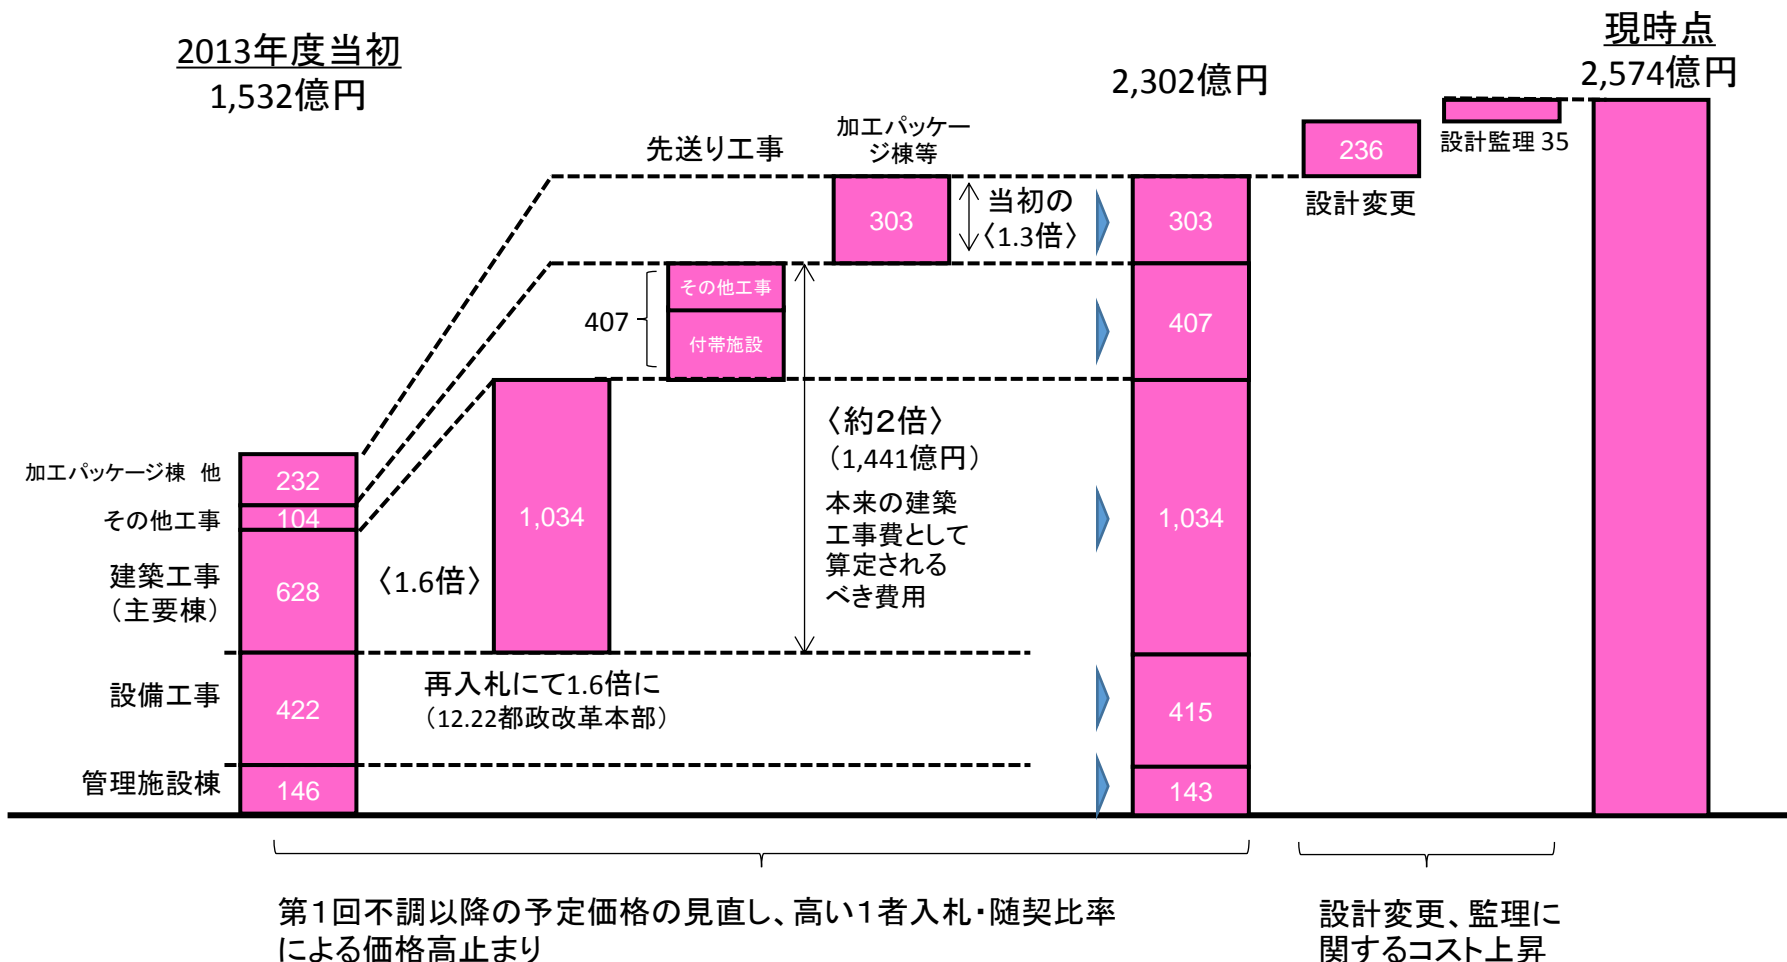 2013年度当初
1,532億円
2,302億円
現時点
2,574億円
先送り工事
加工パッケー
ジ棟等
303
当初の
〈1.3倍〉
303
236
設計変更
設計監理 35
その他工事
付帯施設
407
407
〈約2倍〉
（1,441億円）
本来の建築
工事費として
算定される
べき費用
加工パッケージ棟 他
232
その他工事
104
建築工事
（主要棟）
628
〈1.6倍〉
1,034
1,034
設備工事
422
再入札にて1.6倍に
（12.22都政改革本部）
415
管理施設棟
146
143
第1回不調以降の予定価格の見直し、高い1者入札・随契比率
による価格高止まり
設計変更、監理に
関するコスト上昇